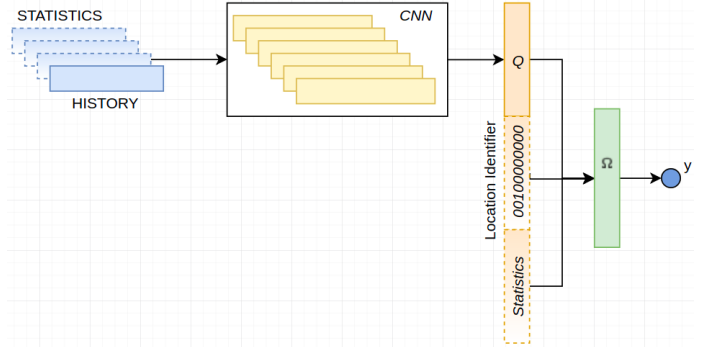 STATISTICS
CNN
HISTORY
Q
Location Identifier
00100000000
Statistics
Ω
y